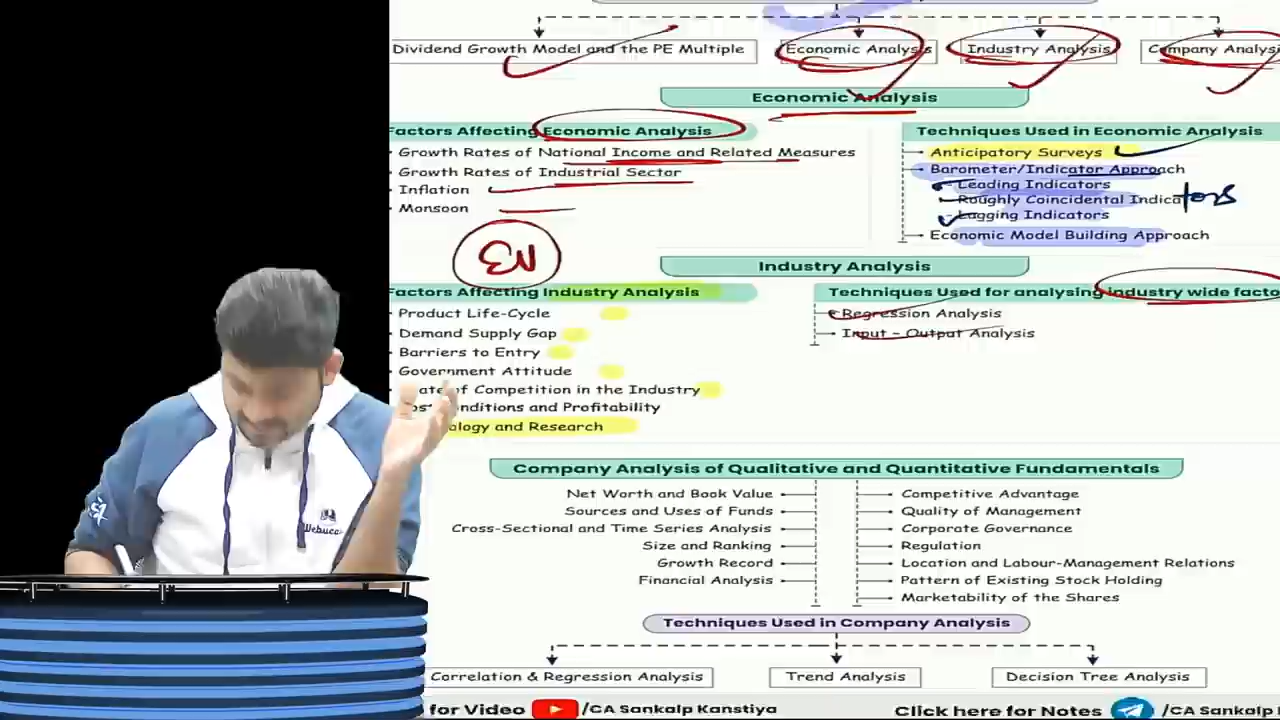 Dividend Growth Model and the PE Multiple
Economic Analysis
Industry Analysis
Company Analys
Economic Analysis
Factors Affecting Economic Analysis
Growth Rates of National Income and Related Measures
Growth Rates of Industrial Sector
Inflation
Monsoon
EN
Techniques Used in Economic Analysis
Anticipatory Surveys
Barometer/Indicator Approach
Leading Indicators
Roughly Coincidental Indicators
Lagging Indicators
Economic Model Building Approach
Industry Analysis
Factors Affecting Industry Analysis
Product Life-Cycle
Demand Supply Gap
Barriers to Entry
Government Attitude
of Competition in the Industry
Conditions and Profitability
and Research
Techniques Used for analysing industry wide facto
Regression Analysis
Input - Output Analysis
Company Analysis of Qualitative and Quantitative Fundamentals
Net Worth and Book Value
Sources and Uses of Funds
Cross-Sectional and Time Series Analysis
Size and Ranking
Growth Record
Financial Analysis
Competitive Advantage
Quality of Management
Corporate Governance
Regulation
Location and Labour-Management Relations
Pattern of Existing Stock Holding
Marketability of the Shares
Techniques Used in Company Analysis
Correlation & Regression Analysis
Trend Analysis
Decision Tree Analysis
for Video /CA Sankalp Kanstiya
Click here for Notes /CA Sankalp